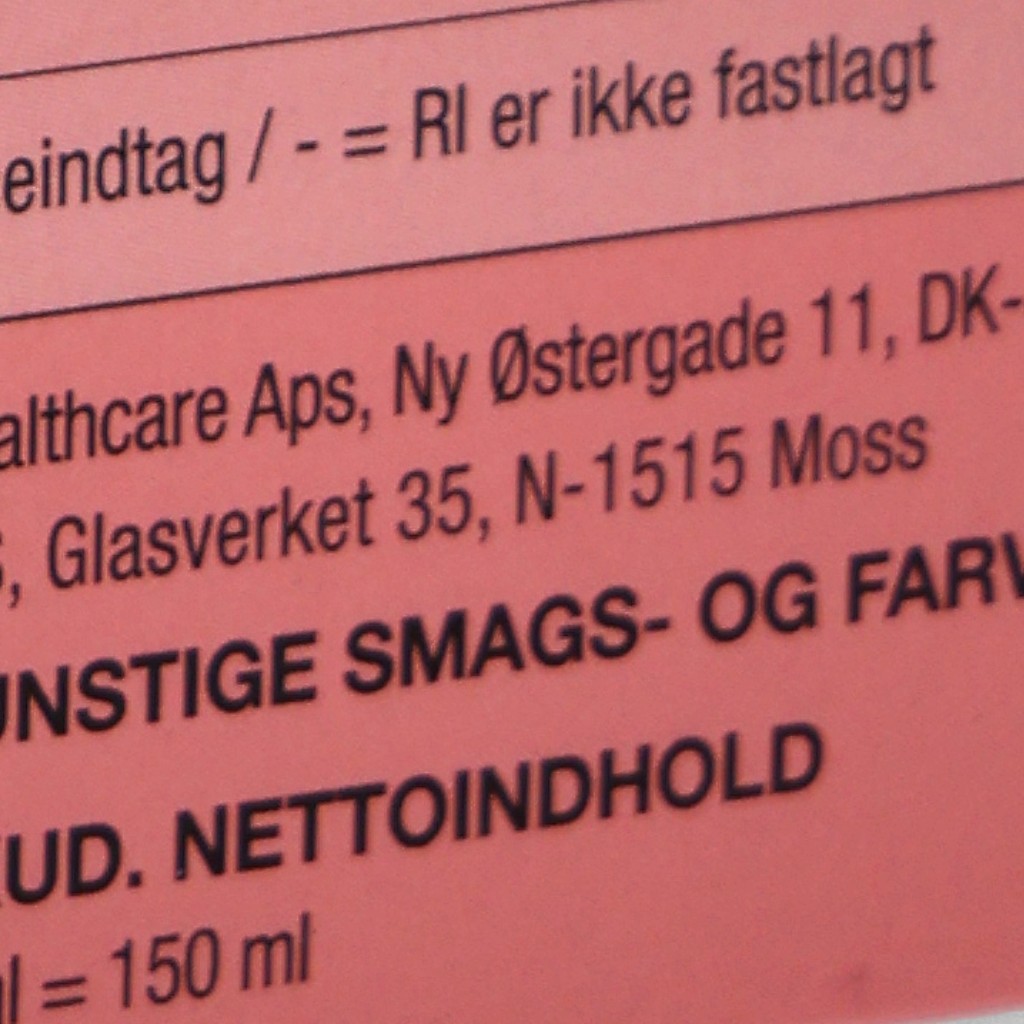 eindtag / - = RI er ikke fastlagt
althcare Aps, Ny Østergade 11, DK-
, Glasverket 35, N-1515 Moss
UNSTIGE SMAGS- OG FARV
UD. NETTOINDHOLD
l = 150 ml